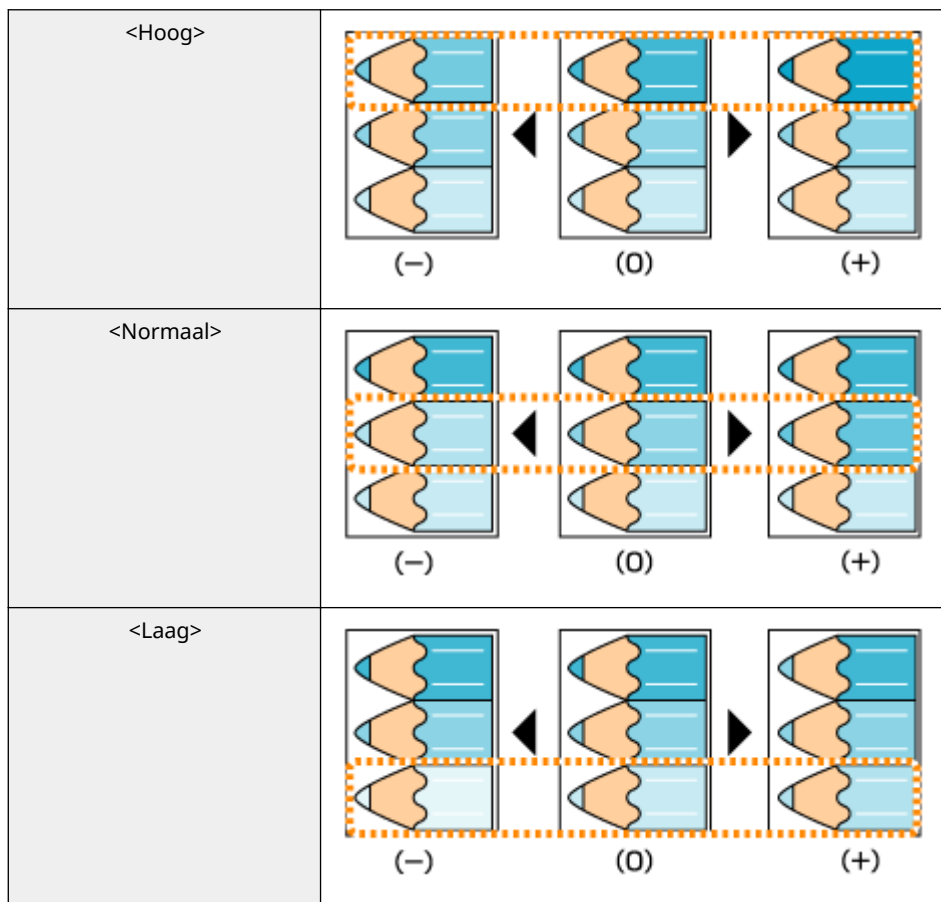 <Hoog>
(−) (0) (+)
<Normaal>
(−) (0) (+)
<Laag>
(−) (0) (+)